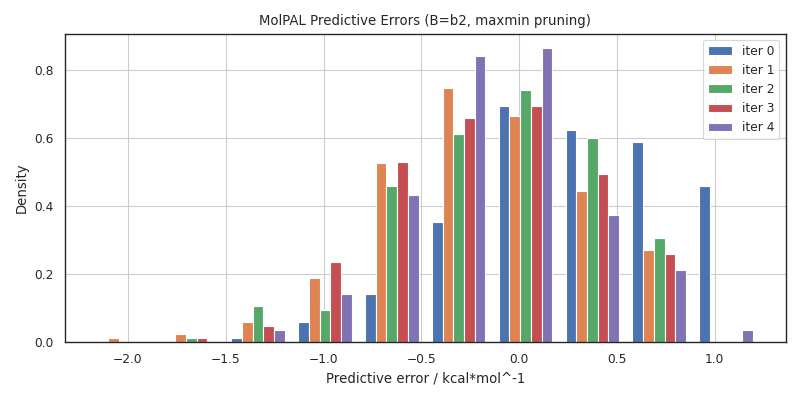 MolPAL Predictive Errors (B=b2, maxmin pruning)
iter 0
iter 1
iter 2
iter 3
iter 4
Density
0.8
0.6
0.4
0.2
0.0
−2.0 −1.5 −1.0 −0.5 0.0 0.5 1.0
Predictive error / kcal*mol^-1